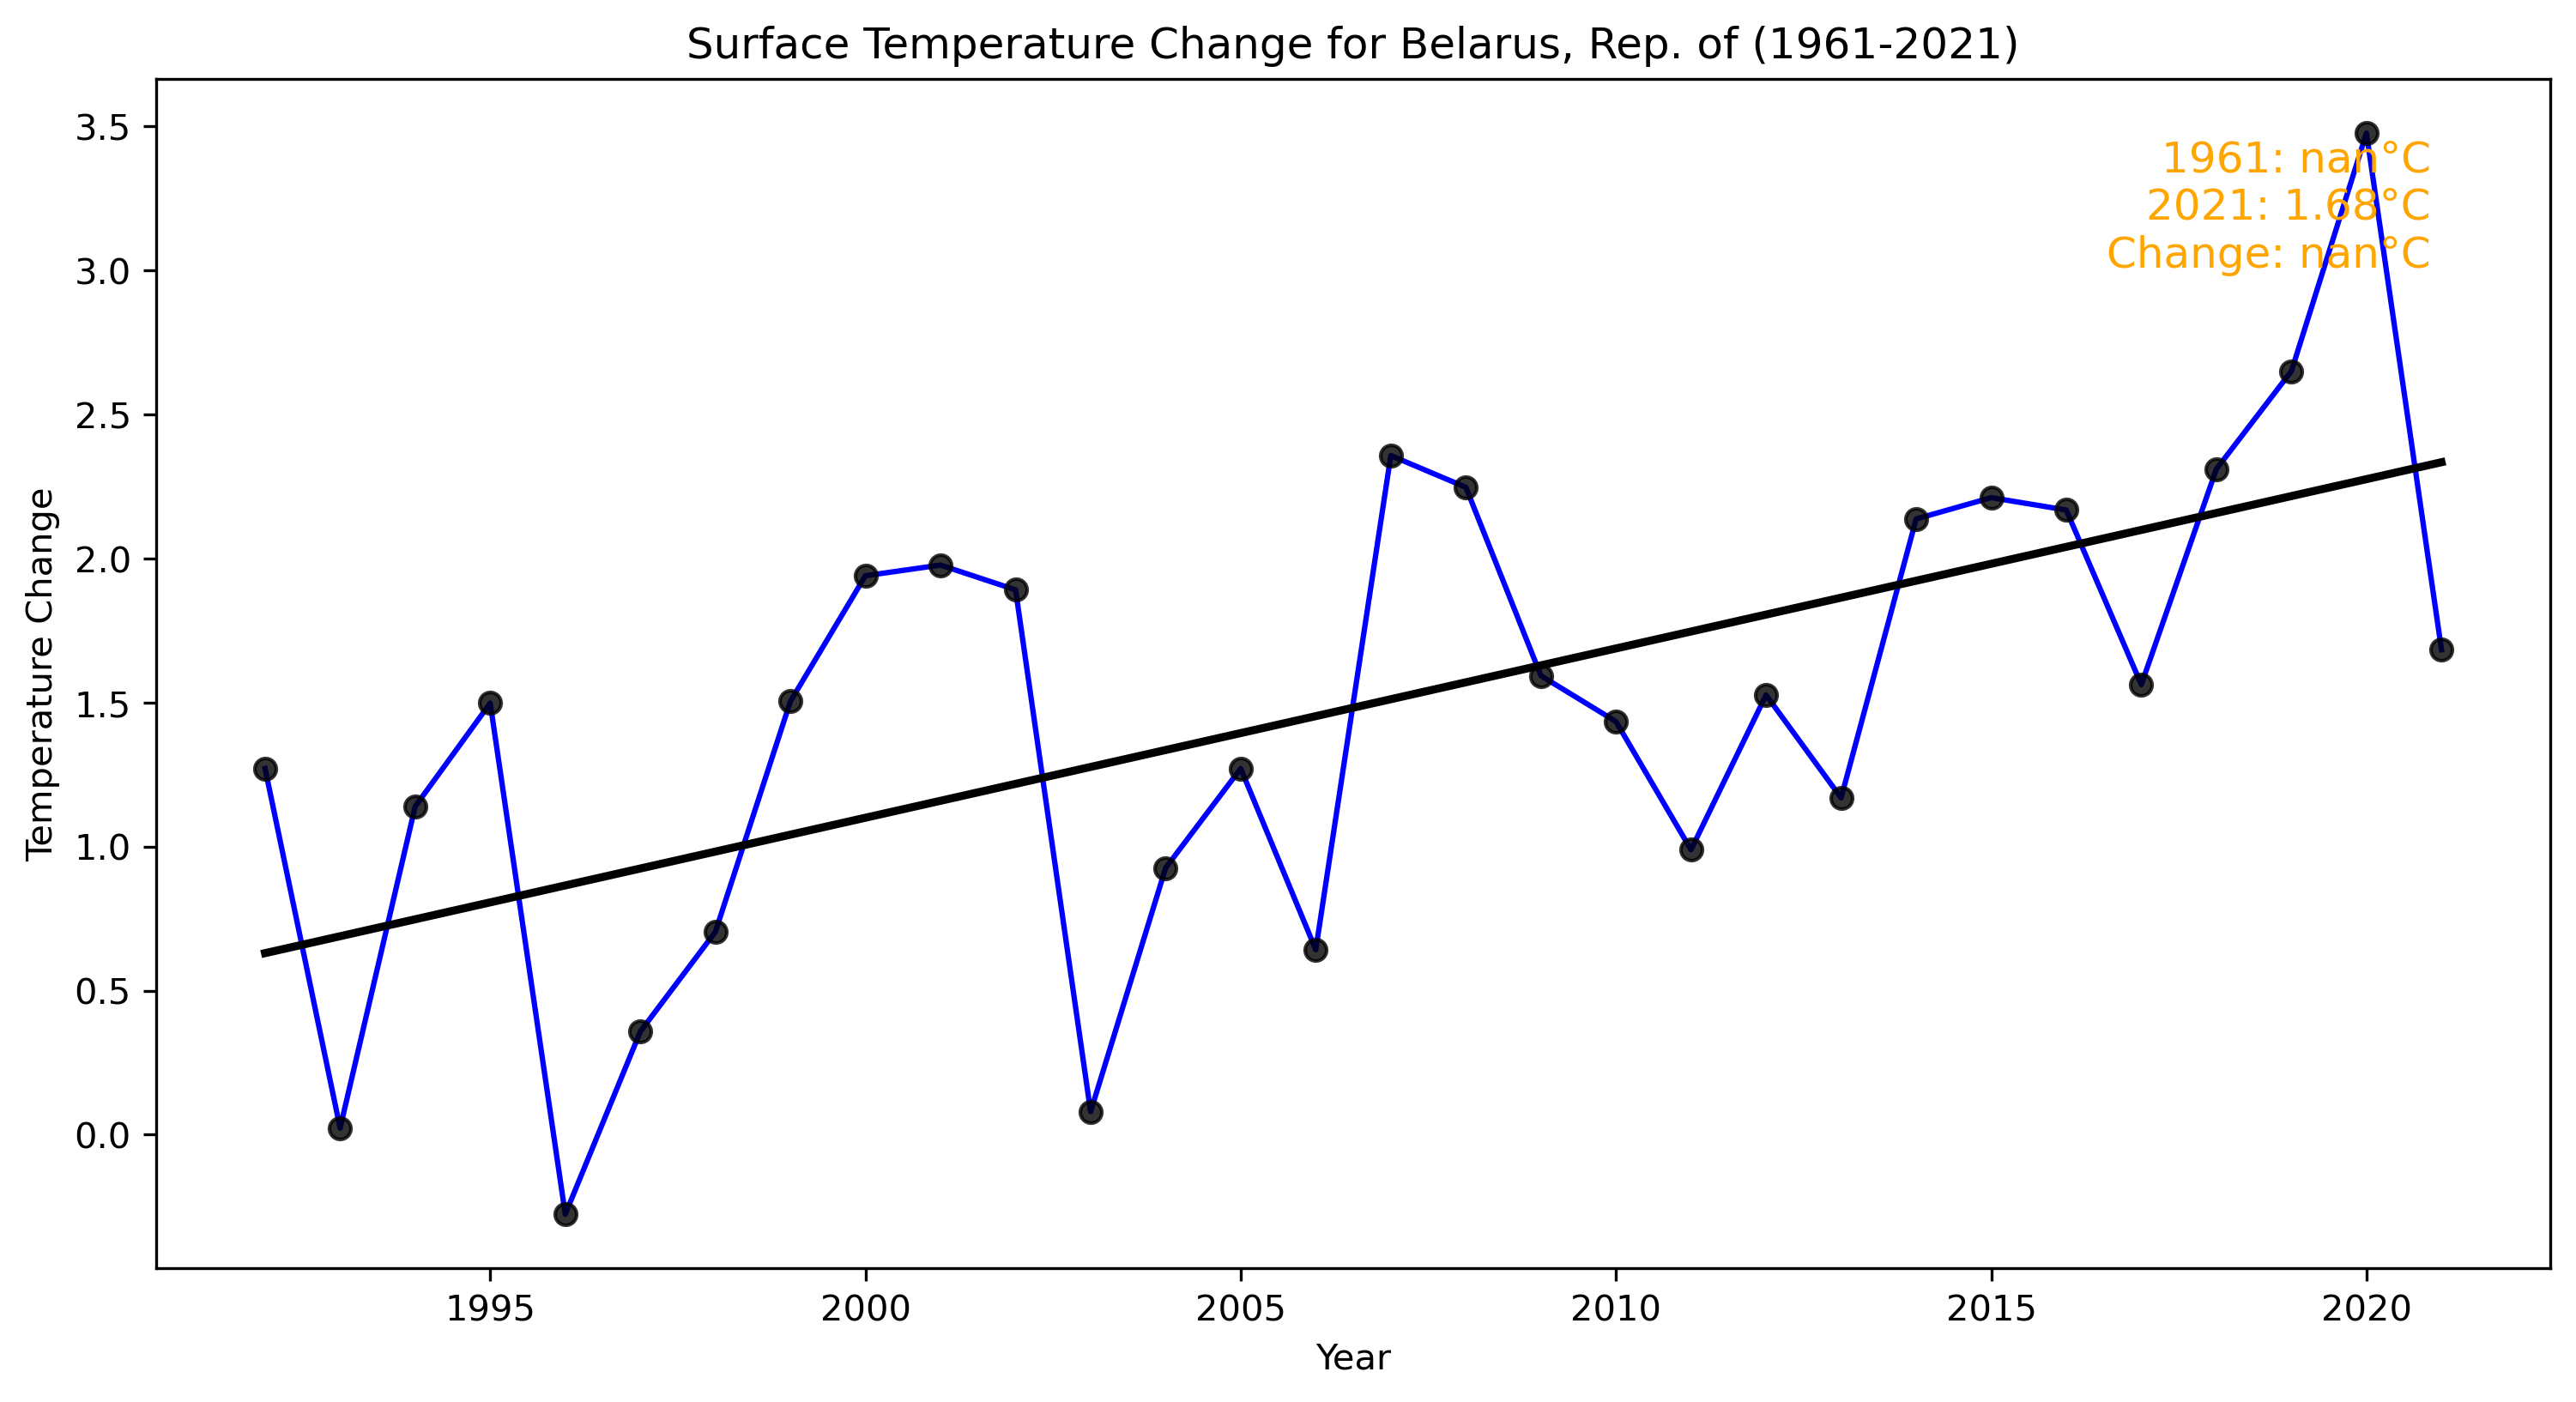 Surface Temperature Change for Belarus, Rep. of (1961-2021)
3.5
3.0
2.5
2.0
1.5
1.0
0.5
0.0
Temperature Change
1961: nan°C
2021: 1.68°C
Change: nan°C
1995 2000 2005 2010 2015 2020
Year